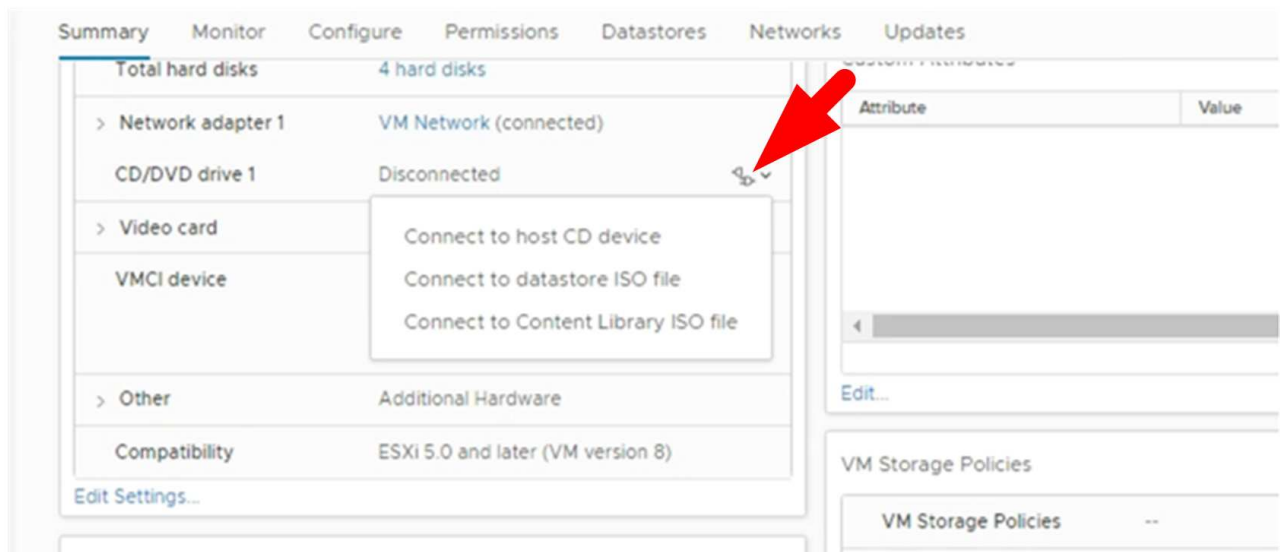 Summary Monitor Configure Permissions Datastores Networks Updates
Total hard disks 4 hard disks
Network adapter 1 VM Network (connected)
CD/DVD drive 1 Disconnected
Video card
Connect to host CD device
VMCI device
Connect to datastore ISO file
Connect to Content Library ISO file
Other Additional Hardware
Compatibility ESXi 5.0 and later (VM version 8)
Edit Settings...
Custom Attributes
Attribute Value
Edit...
VM Storage Policies
VM Storage Policies --